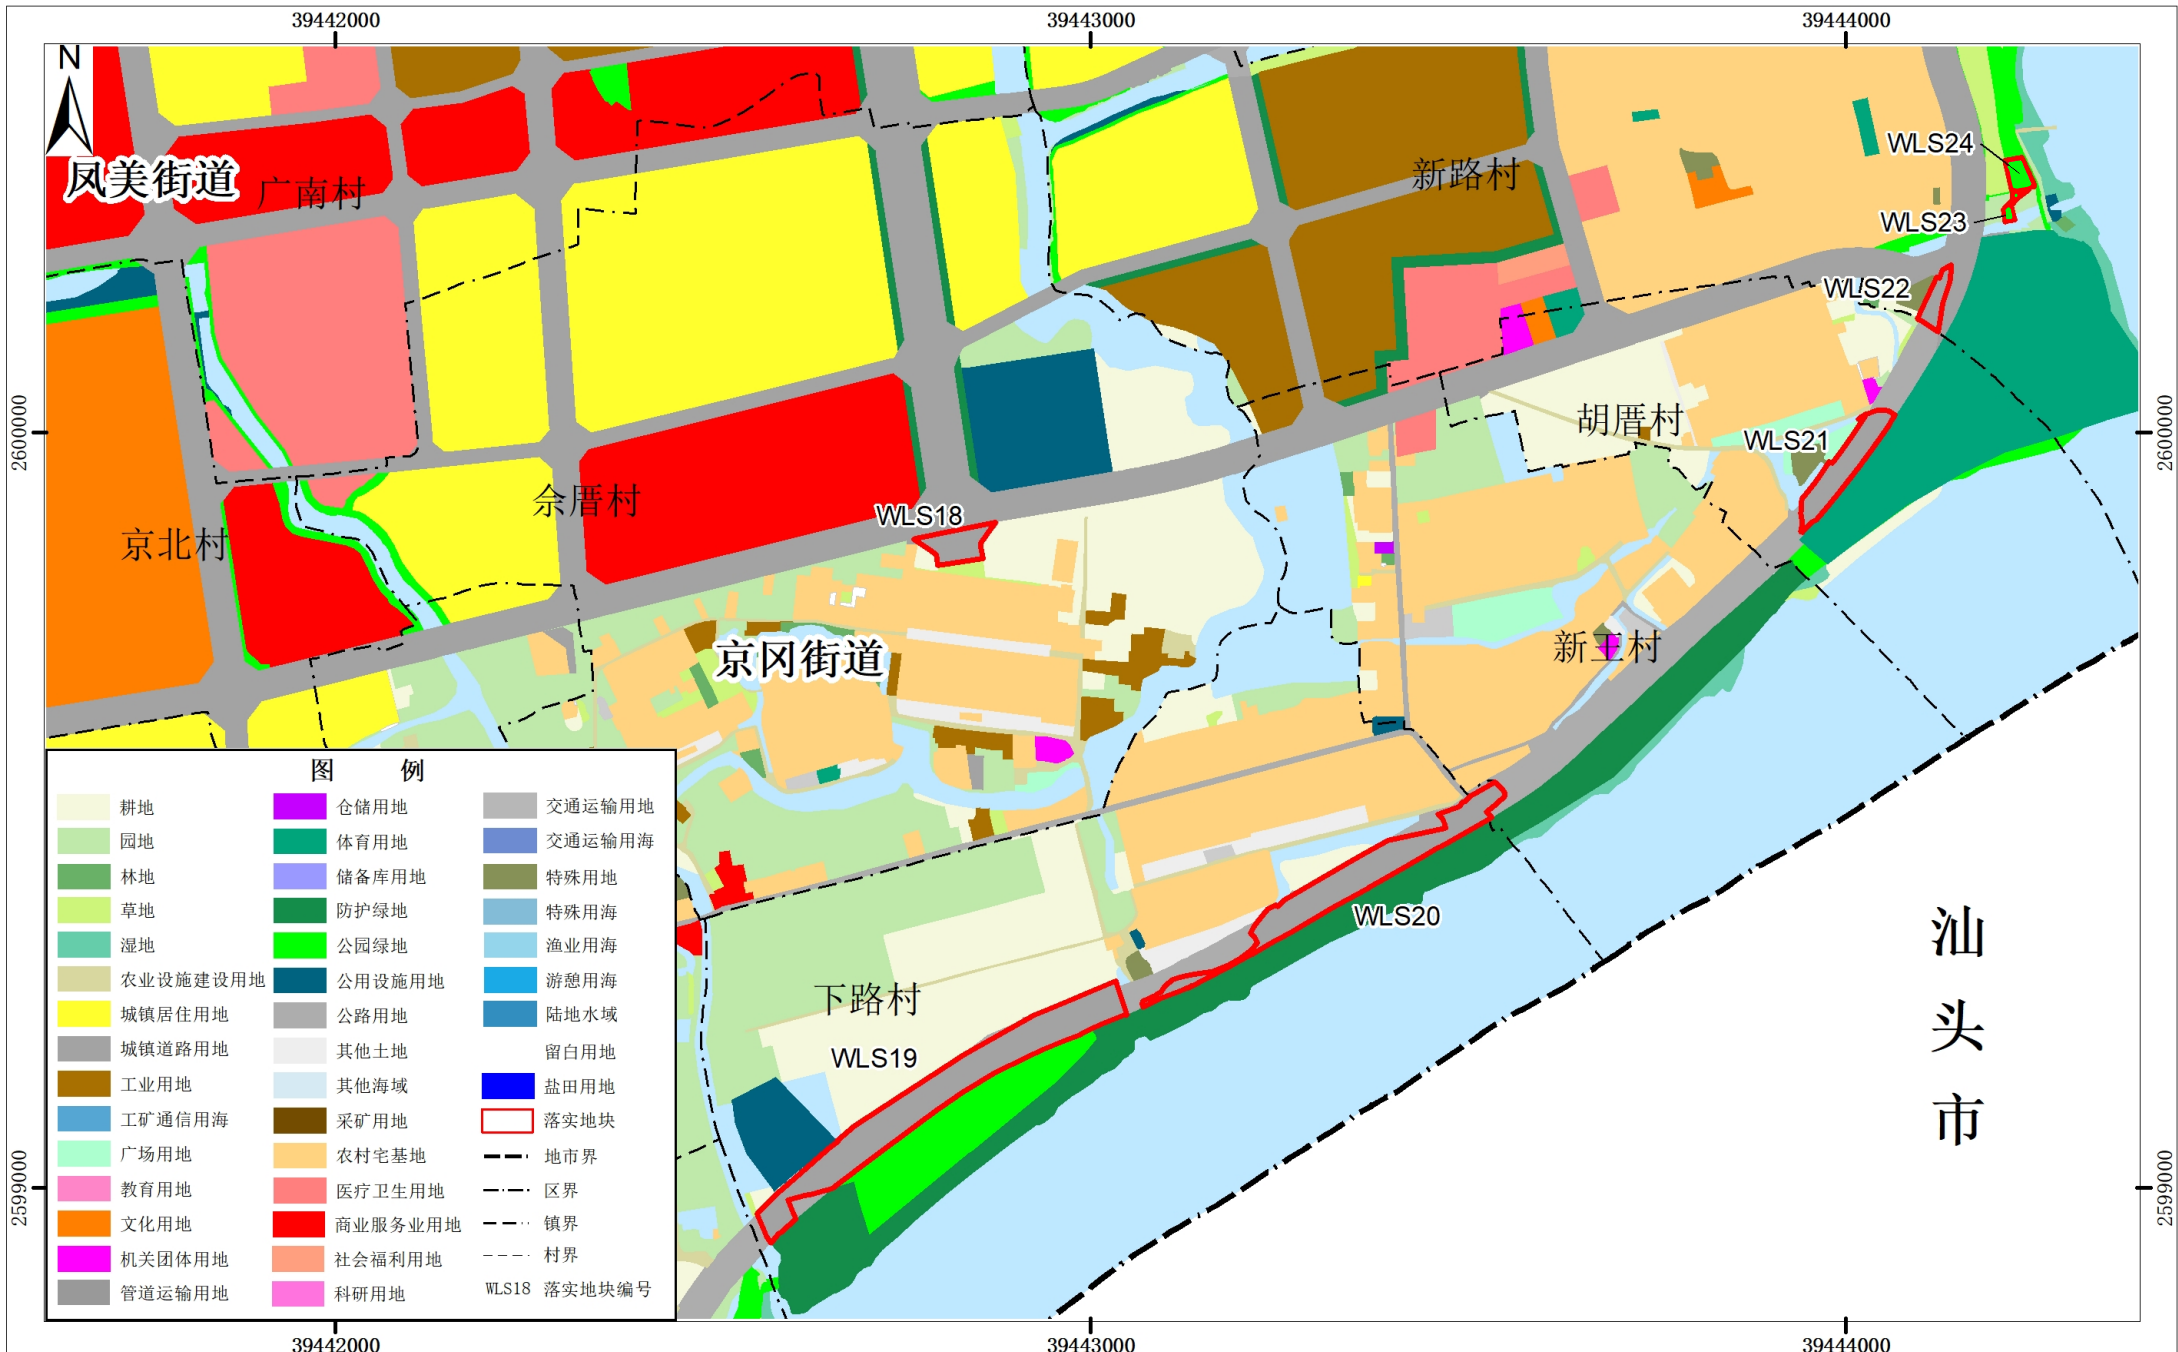 39442000
39443000
39444000
N
WLS24
凤美街道
广南村
新路村
WLS23
WLS22
2600000
2600000
胡厝村
WLS21
佘厝村
WLS18
京北村
京冈街道
新王村
图 例
耕地
仓储用地
交通运输用地
园地
体育用地
交通运输用海
林地
储备库用地
特殊用地
草地
防护绿地
特殊用海
湿地
公园绿地
渔业用海
农业设施建设用地
公用设施用地
游憩用海
城镇居住用地
公路用地
陆地水域
城镇道路用地
其他土地
留白用地
工业用地
其他海域
盐田用地
工矿通信用海
采矿用地
落实地块
广场用地
农村宅基地
地市界
教育用地
医疗卫生用地
区界
文化用地
商业服务业用地
镇界
机关团体用地
社会福利用地
村界
管道运输用地
科研用地
WLS18 落实地块编号
WLS20
汕
头
市
下路村
WLS19
2599000
2599000
39442000
39443000
39444000